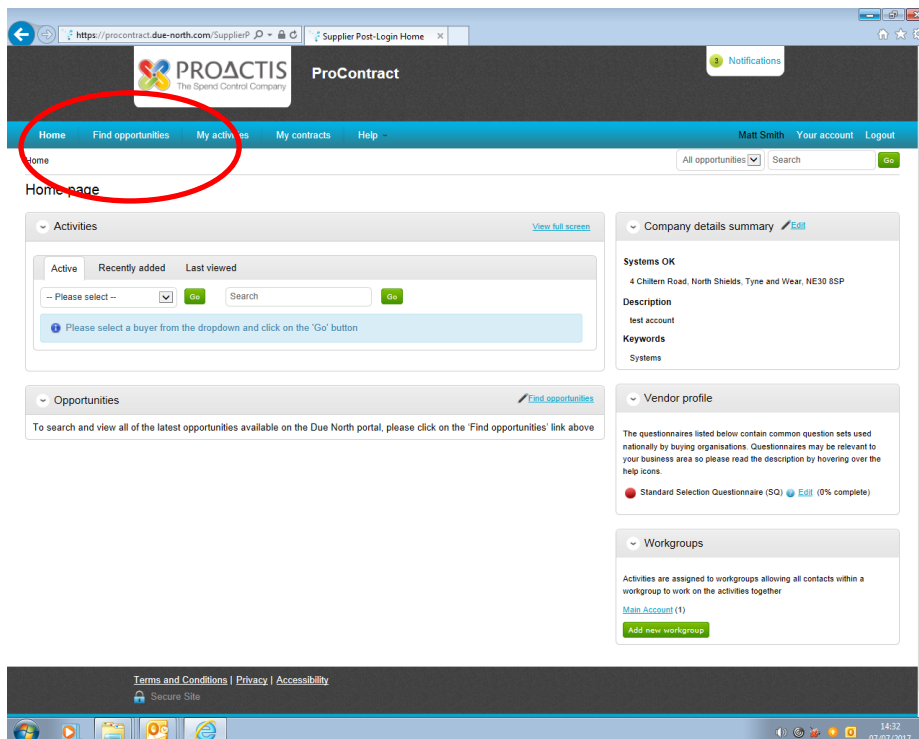 https://procontract.due-north.com/SupplierP
Supplier Post-Login Home
PROACTIS
The Spend Control Company
ProContract
3 Notifications
Home Find opportunities My activities My contracts Help
Matt Smith Your account Logout
Home
All opportunities Search Go
Home page
Activities View full screen
Active Recently added Last viewed
-- Please select -- Go Search Go
Please select a buyer from the dropdown and click on the 'Go' button
Opportunities Find opportunities
To search and view all of the latest opportunities available on the Due North portal, please click on the 'Find opportunities' link above
Company details summary Edit
Systems OK
4 Chiltern Road, North Shields, Tyne and Wear, NE30 8SP
Description
test account
Keywords
Systems
Vendor profile
The questionnaires listed below contain common question sets used
nationally by buying organisations. Questionnaires may be relevant to
your business area so please read the description by hovering over the
help icons.
Standard Selection Questionnaire (SQ) Edit (0% complete)
Workgroups
Activities are assigned to workgroups allowing all contacts within a
workgroup to work on the activities together
Main Account (1)
Add new workgroup
Terms and Conditions | Privacy | Accessibility
Secure Site
14:32
07/07/2017